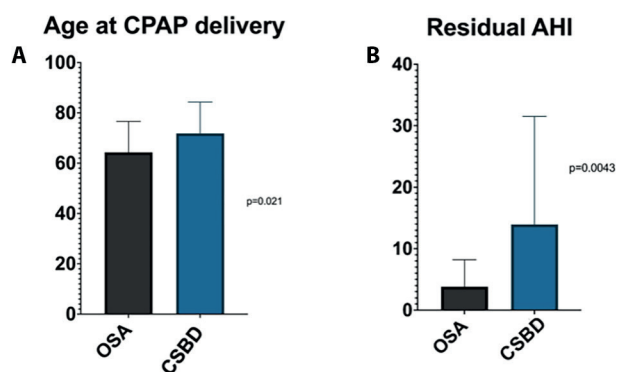 Age at CPAP delivery
A
100
80
60
40
20
0
p=0.021
OSA
CSBD
Residual AHI
B
40
30
20
10
0
p=0.0043
OSA
CSBD